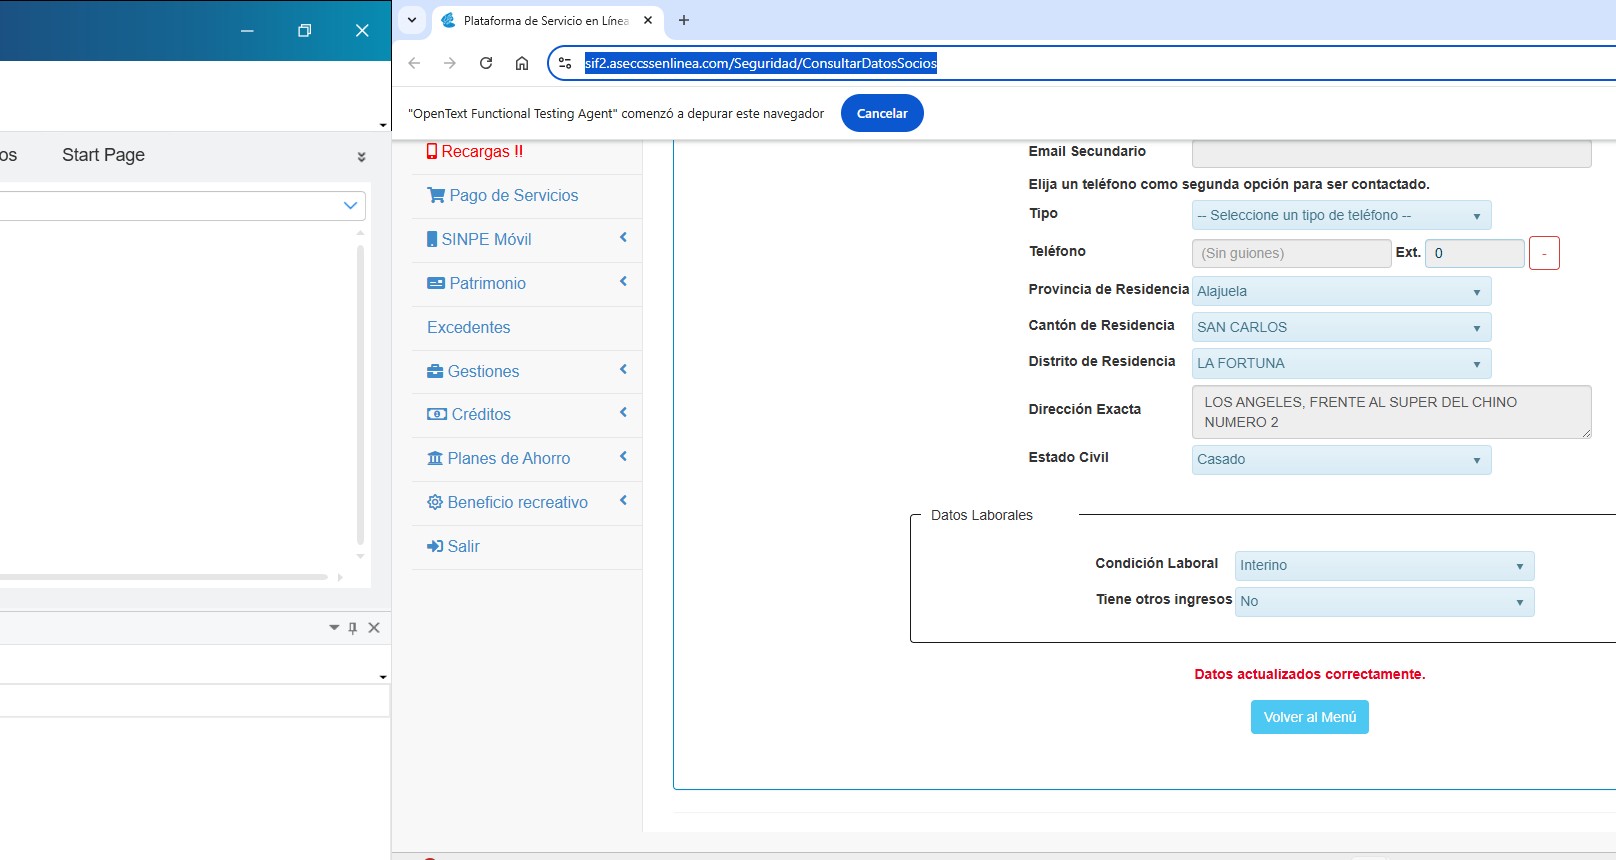 Plataforma de Servicio en Línea
sif2.aseccssenlinea.com/Seguridad/ConsultarDatosSocios
"OpenText Functional Testing Agent" comenzó a depurar este navegador
Cancelar
os
Start Page
Recargas !!
Pago de Servicios
SINPE Móvil
Patrimonio
Excedentes
Gestiones
Créditos
Planes de Ahorro
Beneficio recreativo
Salir
Email Secundario
Elija un teléfono como segunda opción para ser contactado.
Tipo -- Seleccione un tipo de teléfono --
Teléfono (Sin guiones) Ext. 0 -
Provincia de Residencia Alajuela
Cantón de Residencia SAN CARLOS
Distrito de Residencia LA FORTUNA
Dirección Exacta LOS ANGELES, FRENTE AL SUPER DEL CHINO
NUMERO 2
Estado Civil Casado
Datos Laborales
Condición Laboral Interino
Tiene otros ingresos No
Datos actualizados correctamente.
Volver al Menú